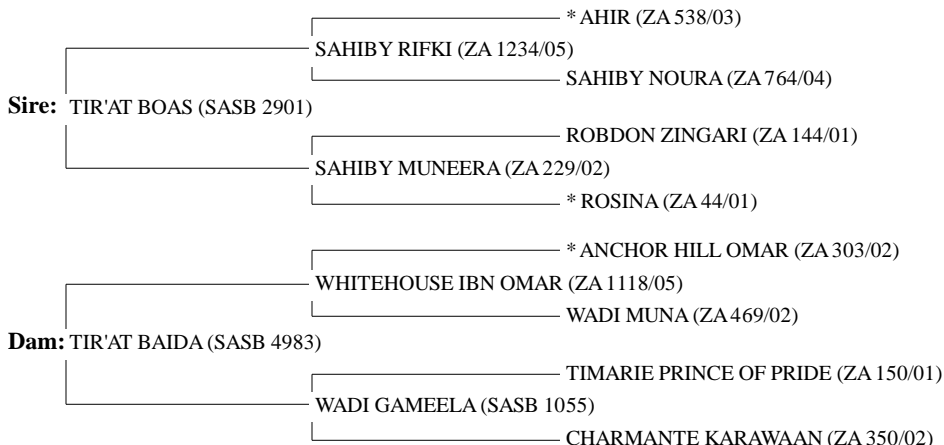 * AHIR (ZA 538/03)
SAHIBY RIFKI (ZA 1234/05)
SAHIBY NOURA (ZA 764/04)
Sire: TIR'AT BOAS (SASB 2901)
ROBDON ZINGARI (ZA 144/01)
SAHIBY MUNEERA (ZA 229/02)
* ROSINA (ZA 44/01)
* ANCHOR HILL OMAR (ZA 303/02)
WHITEHOUSE IBN OMAR (ZA 1118/05)
WADI MUNA (ZA 469/02)
Dam: TIR'AT BAIDA (SASB 4983)
TIMARIE PRINCE OF PRIDE (ZA 150/01)
WADI GAMEELA (SASB 1055)
CHARMANTE KARAWAAN (ZA 350/02)